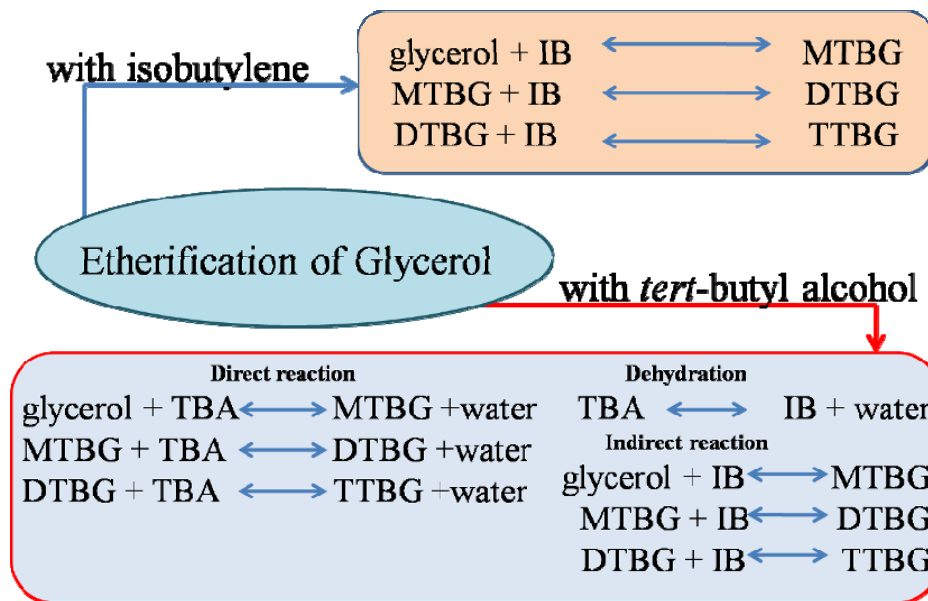 with isobutylene
glycerol + IB ⟷ MTBG
MTBG + IB ⟷ DTBG
DTBG + IB ⟷ TTBG
Etherification of Glycerol
with tert-butyl alcohol
Direct reaction
glycerol + TBA ⟷ MTBG +water
MTBG + TBA ⟷ DTBG +water
DTBG + TBA ⟷ TTBG +water
Dehydration
TBA ⟷ IB + water
Indirect reaction
glycerol + IB ⟷ MTBG
MTBG + IB ⟷ DTBG
DTBG + IB ⟷ TTBG